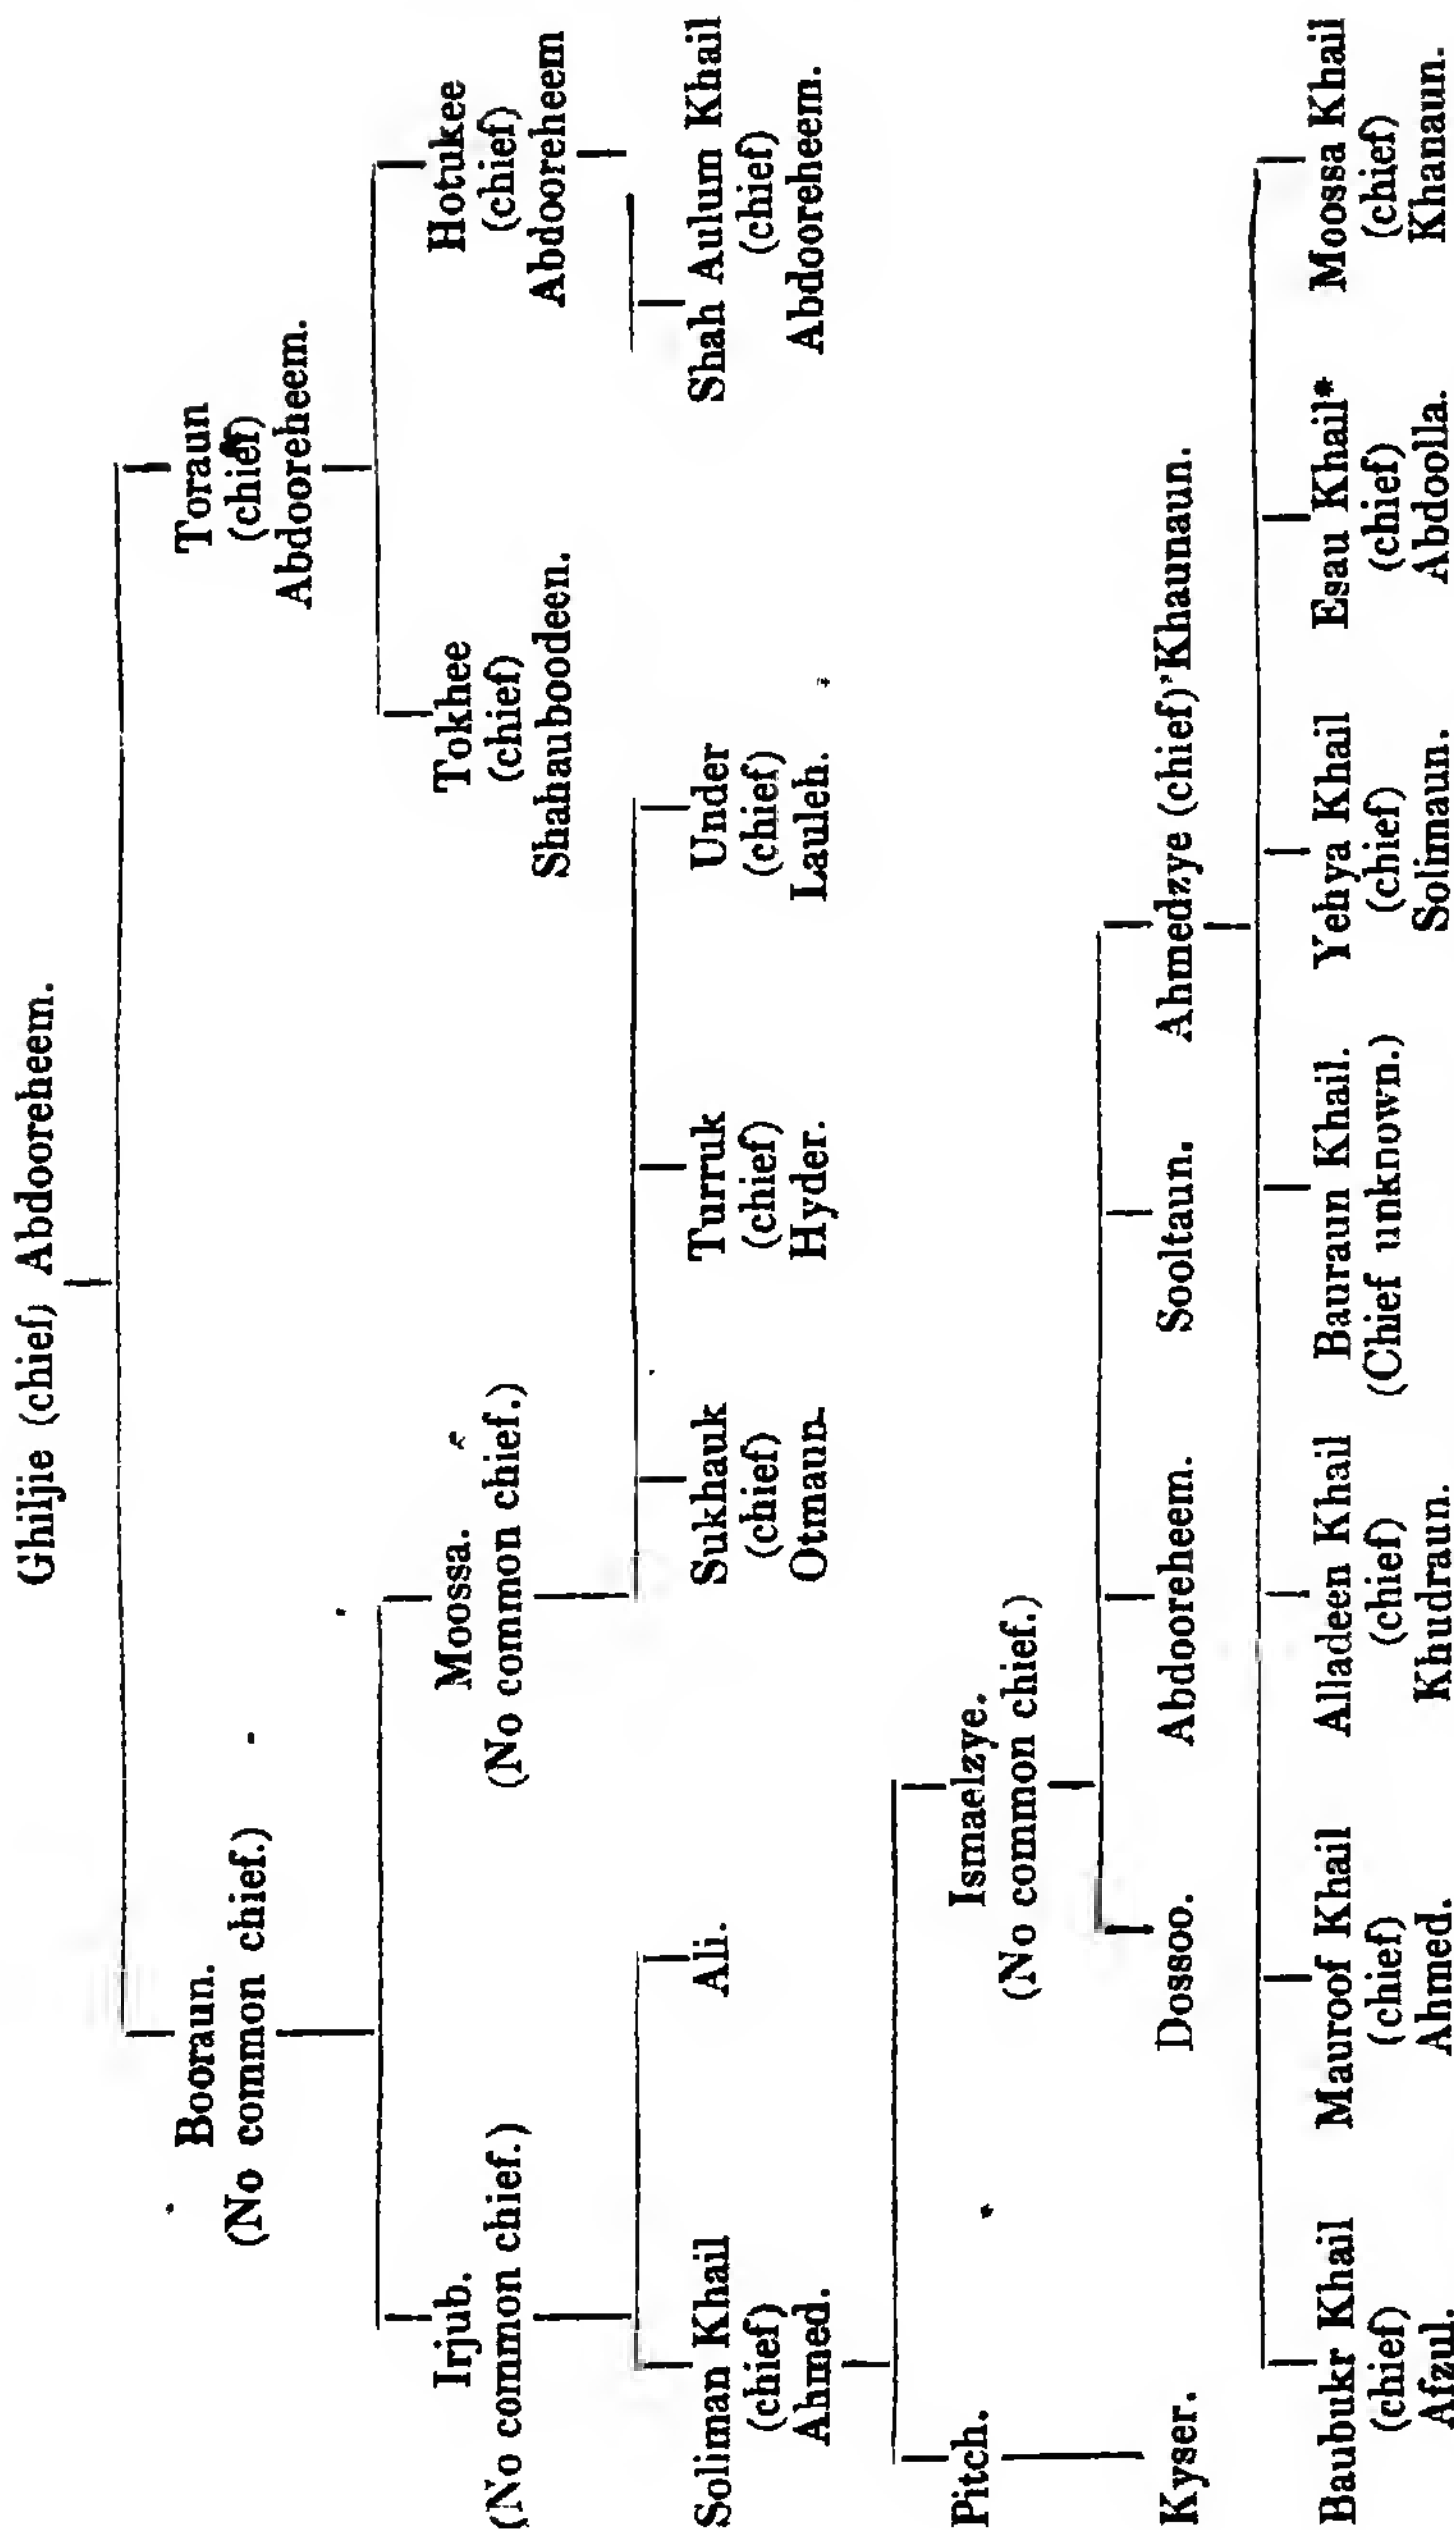 Ghiljie (chief) Abdooreheem.
Booraun.
(No common chief.)
Toraun
(chief)
Abdooreheem.
Irjub.
(No common chief.)
Moossa.
(No common chief.)
Tokhee
(chief)
Shahauboodeen.
Hotukee
(chief)
Abdooreheem
Soliman Khail
(chief)
Ahmed.
Ali.
Sukhauk
(chief)
Otmaun.
Turruk
(chief)
Hyder.
Under
(chief)
Lauleh.
Shah Aulum Khail
(chief)
Abdooreheem.
Pitch.
Ismaelzye.
(No common chief.)
Kyser.
Dossoo.
Abdooreheem.
Sooltaun.
Ahmedzye (chief) Khaunaun.
Baubukr Khail
(chief)
Afzul.
Mauroof Khail
(chief)
Ahmed.
Alladeen Khail
(chief)
Khudraun.
Bauraun Khail.
(Chief unknown.)
Yehya Khail
(chief)
Solimaun.
Esau Khail*
(chief)
Abdoolla.
Moossa Khail
(chief)
Khanaun.